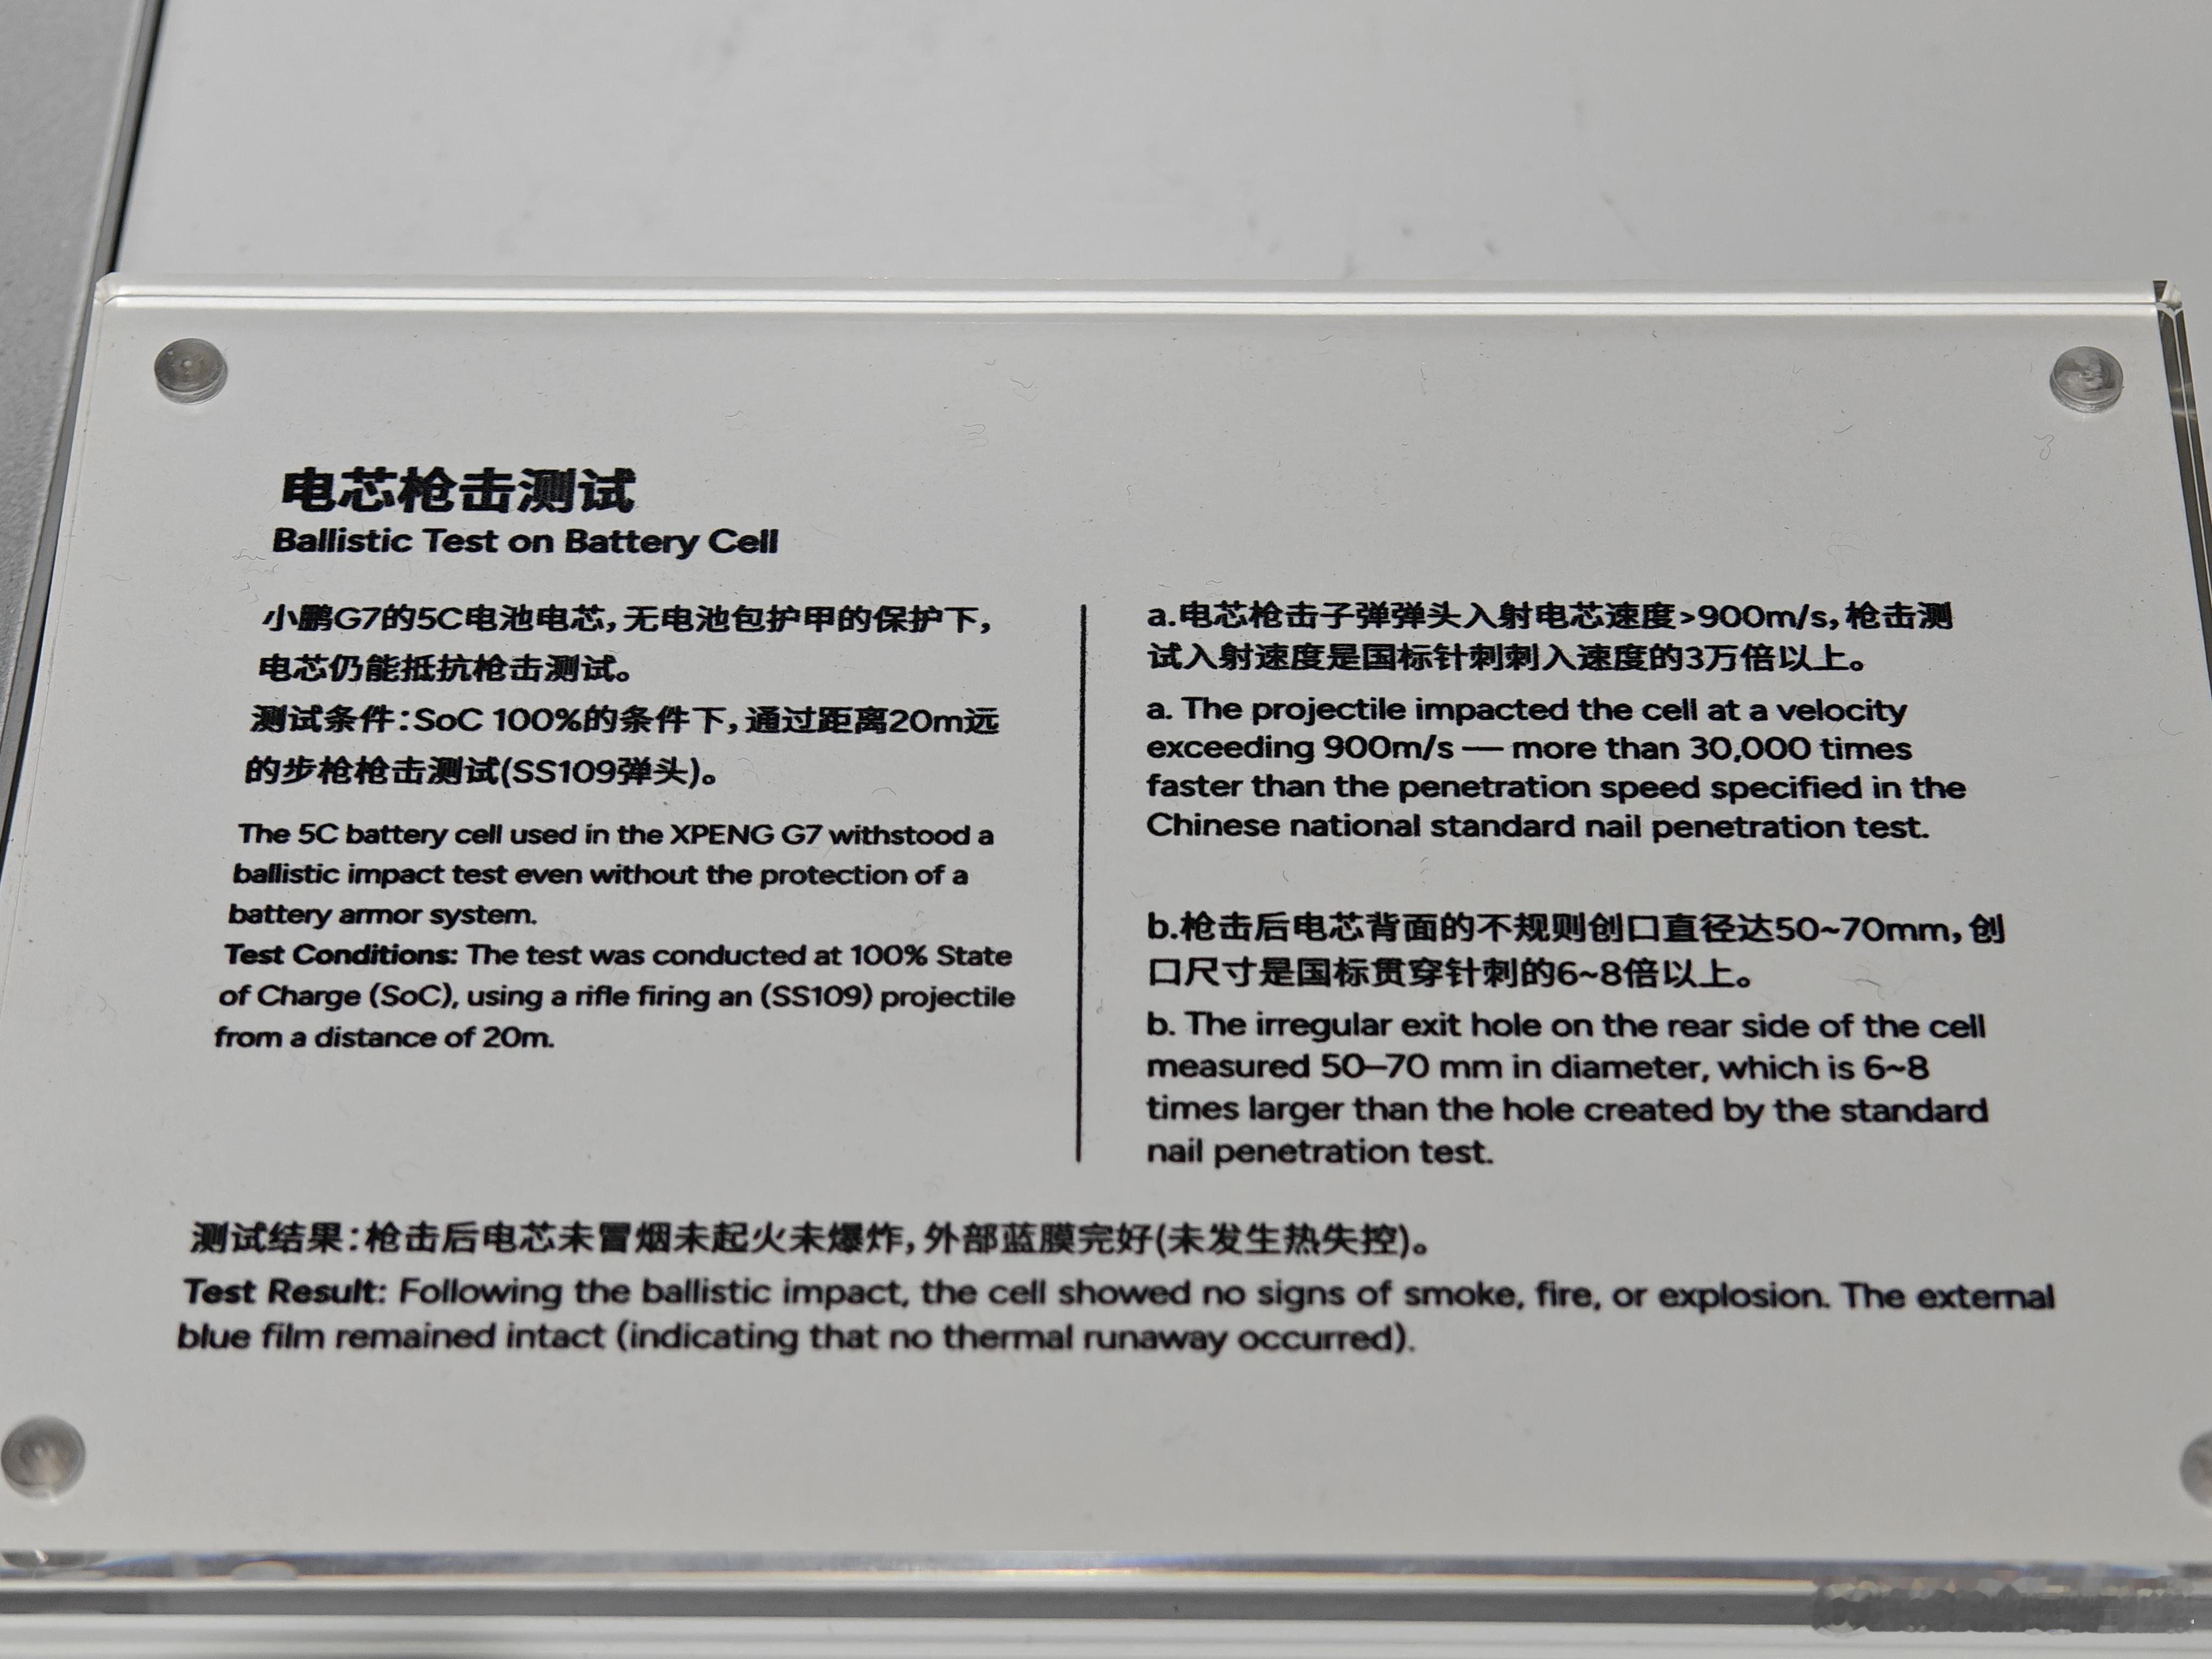 电芯枪击测试
Ballistic Test on Battery Cell
小鹏G7的5C电池电芯,无电池包护甲的保护下,
电芯仍能抵抗枪击测试。
测试条件:SoC 100%的条件下,通过距离20m远
的步枪枪击测试(SS109弹头)。
The 5C battery cell used in the XPENG G7 withstood a
ballistic impact test even without the protection of a
battery armor system.
Test Conditions: The test was conducted at 100% State
of Charge (SoC), using a rifle firing an (SS109) projectile
from a distance of 20m.
a.电芯枪击子弹弹头入射电芯速度>900m/s,枪击测
试入射速度是国标针刺刺入速度的3万倍以上。
a. The projectile impacted the cell at a velocity
exceeding 900m/s — more than 30,000 times
faster than the penetration speed specified in the
Chinese national standard nail penetration test.
b.枪击后电芯背面的不规则创口直径达50~70mm,创
口尺寸是国标贯穿针刺的6~8倍以上。
b. The irregular exit hole on the rear side of the cell
measured 50–70 mm in diameter, which is 6~8
times larger than the hole created by the standard
nail penetration test.
测试结果:枪击后电芯未冒烟未起火未爆炸,外部蓝膜完好(未发生热失控)。
Test Result: Following the ballistic impact, the cell showed no signs of smoke, fire, or explosion. The external
blue film remained intact (indicating that no thermal runaway occurred).